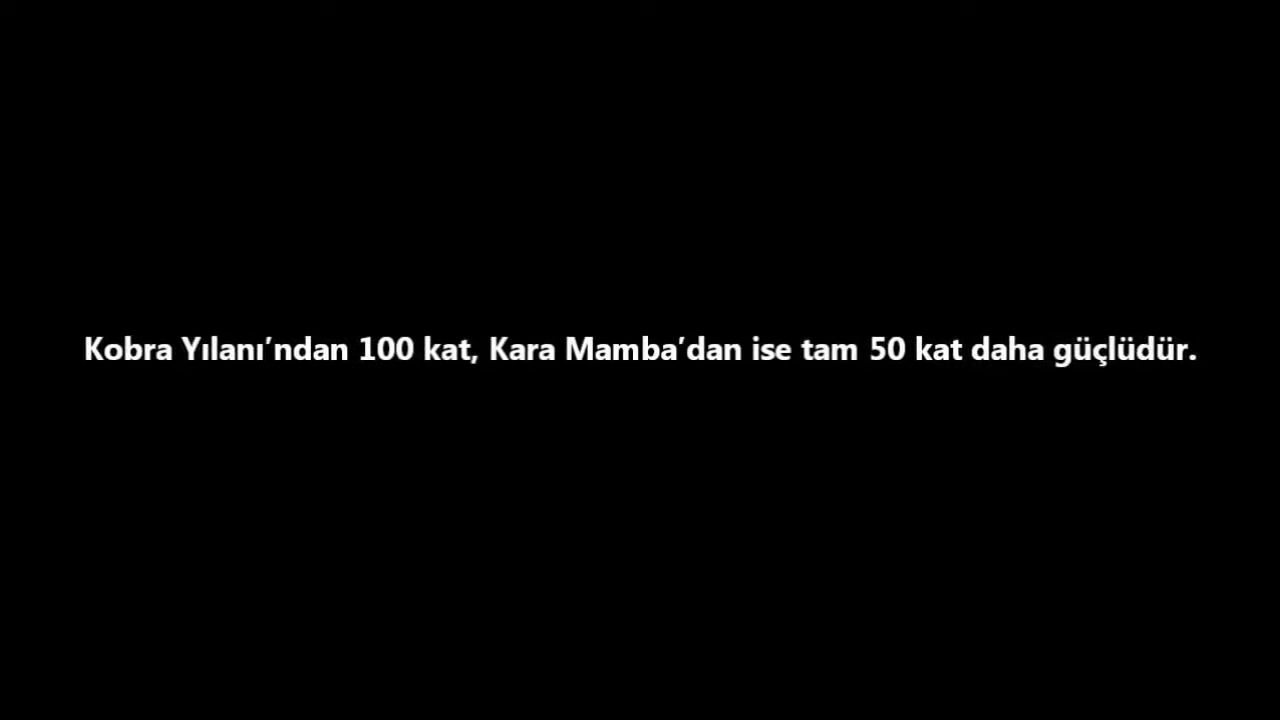 Kobra Yılanı’ndan 100 kat, Kara Mamba’dan ise tam 50 kat daha güçlüdür.